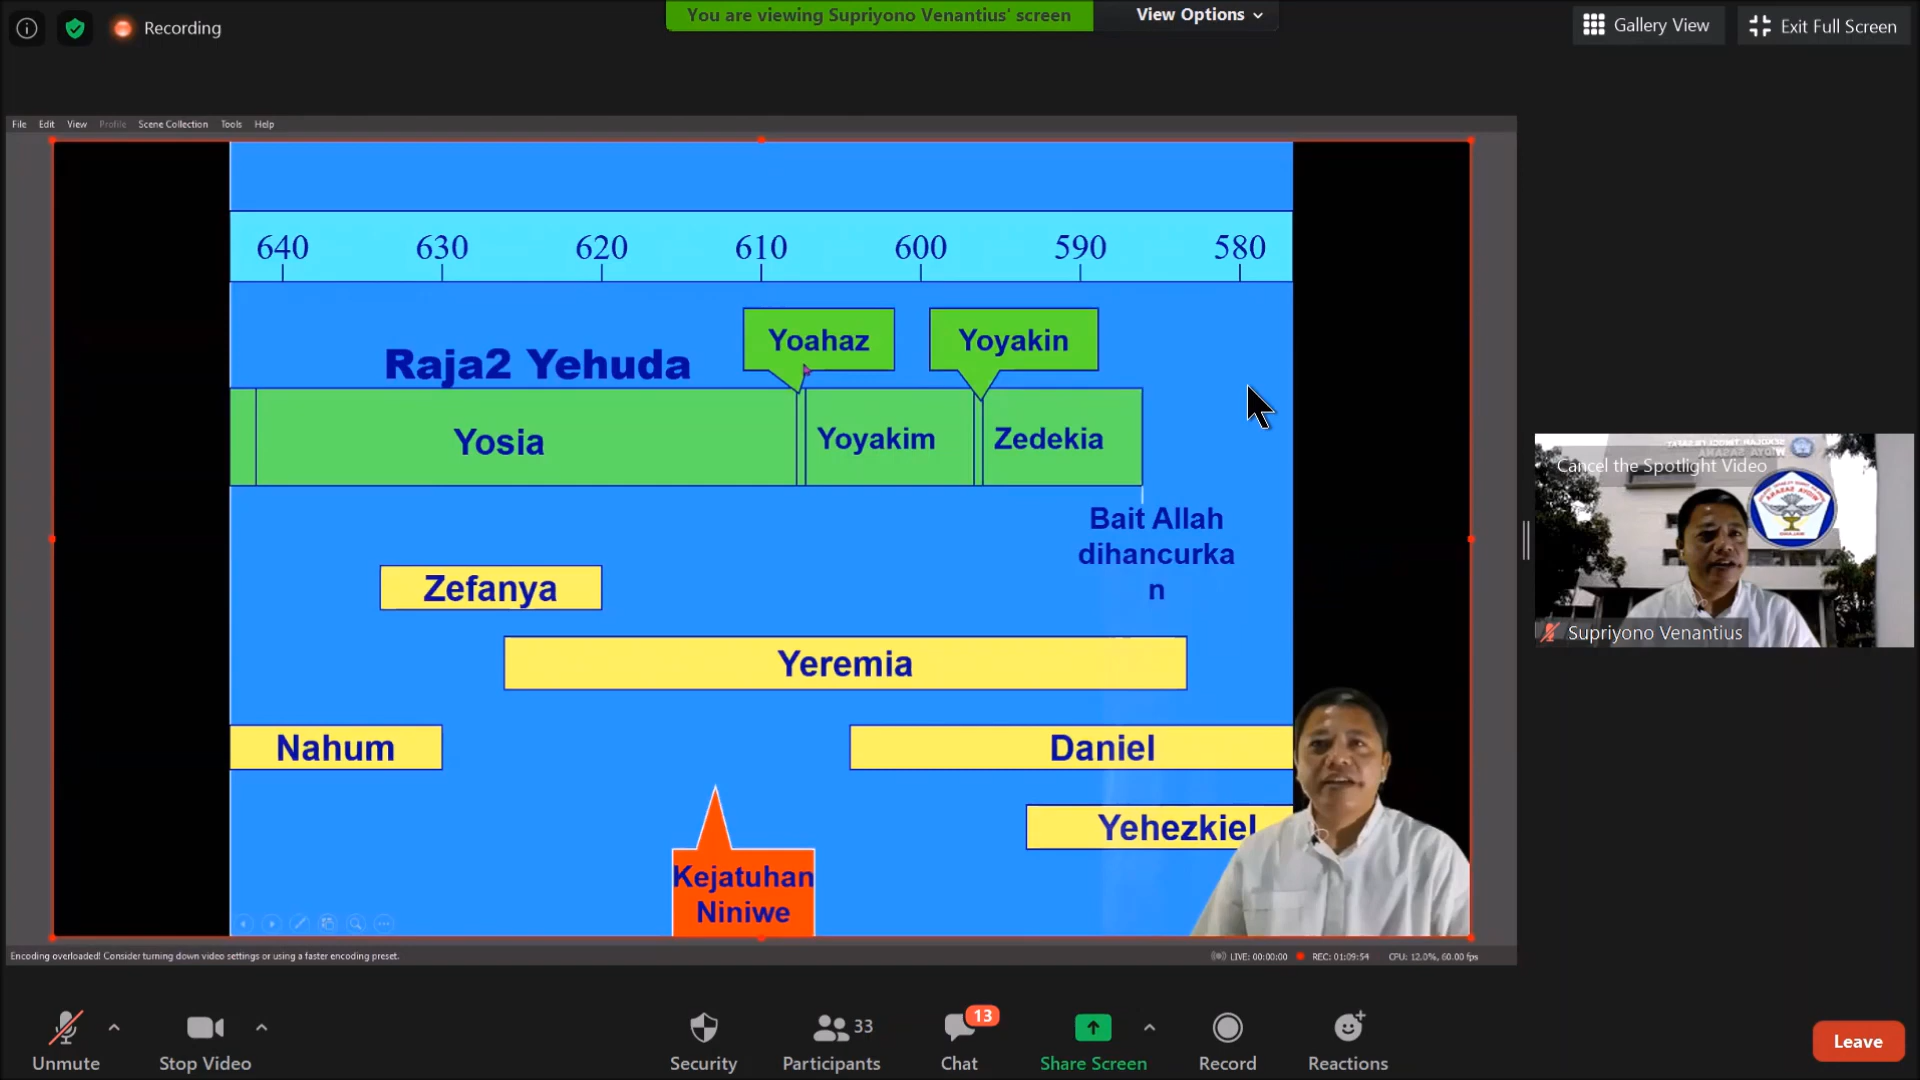 Recording
You are viewing Supriyono Venantius' screen
View Options
Gallery View
Exit Full Screen
File Edit View Profile Scene Collection Tools Help
640 630 620 610 600 590 580
Yoahaz
Yoyakin
Raja2 Yehuda
Yosia
Yoyakim
Zedekia
Bait Allah
dihancurka
n
Zefanya
Yeremia
Nahum
Daniel
Yehezkiel
Kejatuhan
Niniwe
Cancel the Spotlight Video
Supriyono Venantius
Encoding overloaded! Consider turning down video settings or using a faster encoding preset.
LIVE: 00:00:00
REC: 01:09:54
CPU: 12.0%, 60.00 fps
Unmute
Stop Video
Security
33
Participants
13
Chat
Share Screen
Record
Reactions
Leave